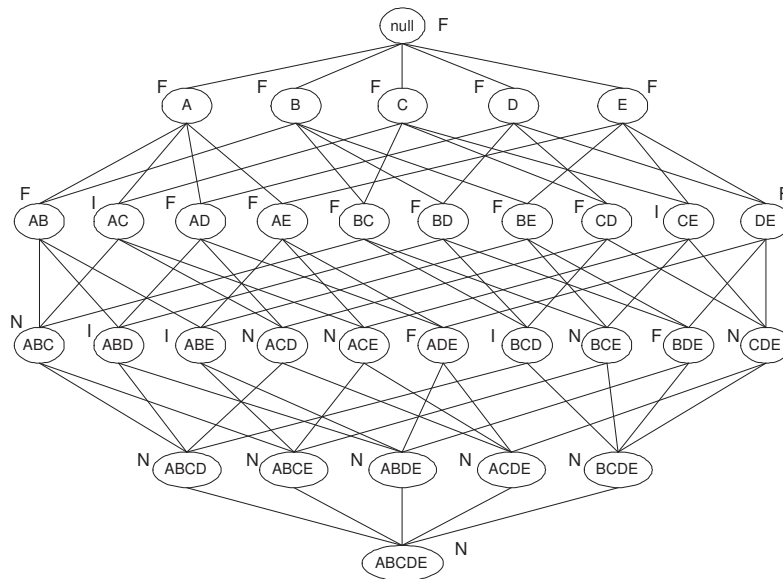 null F
F F F F F
A B C D E
F I F F F F F F I F
AB AC AD AE BC BD BE CD CE DE
N I I N N F I N F N
ABC ABD ABE ACD ACE ADE BCD BCE BDE CDE
N N N N N
ABCD ABCE ABDE ACDE BCDE
N
ABCDE